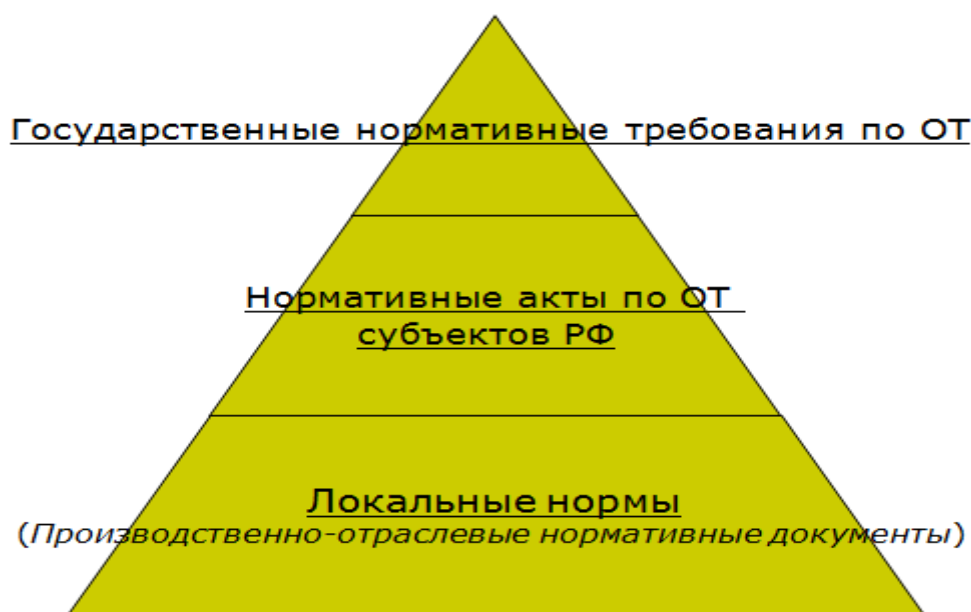 Государственные нормативные требования по ОТ
Нормативные акты по ОТ
субъектов РФ
Локальные нормы
(Производственно-отраслевые нормативные документы)